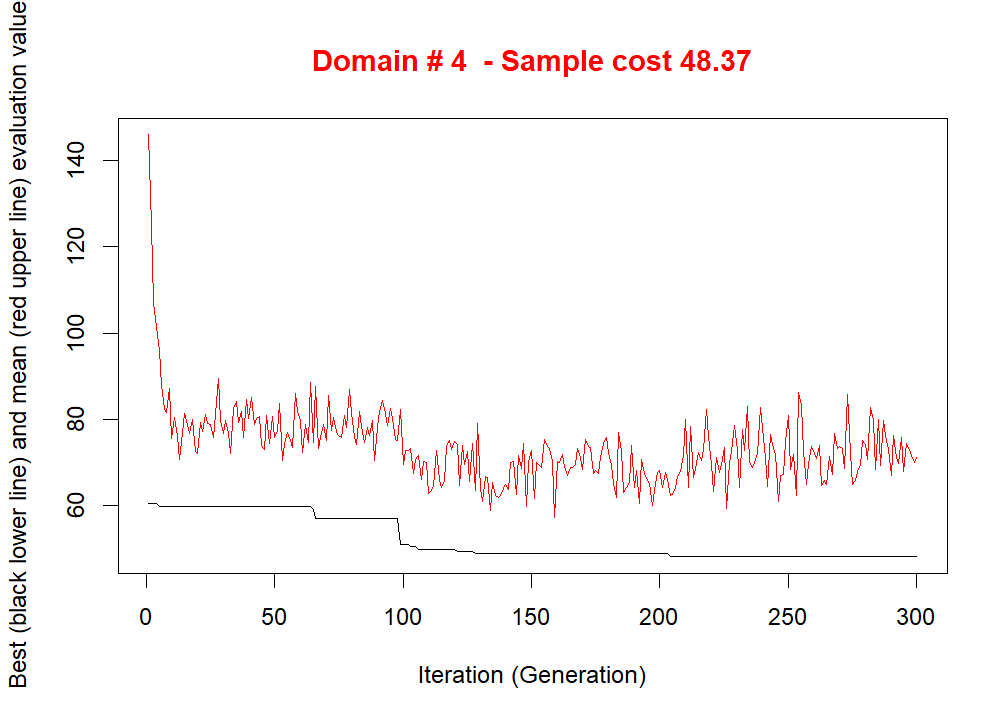 Domain # 4  - Sample cost 48.37
Best (black lower line) and mean (red upper line) evaluation value
140
120
100
80
60
0 50 100 150 200 250 300
Iteration (Generation)